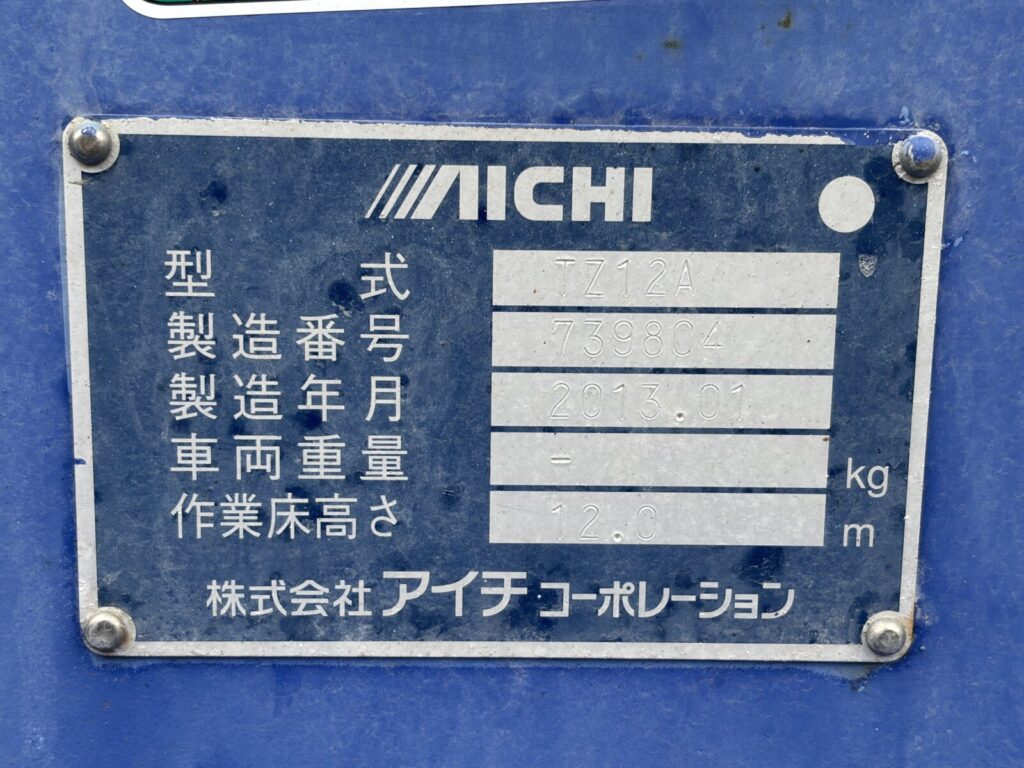 AICHI
型式 TZ12A
製造番号 739804
製造年月 2013.01
車両重量 - kg
作業床高さ 12.0 m
株式会社アイチコーポレーション